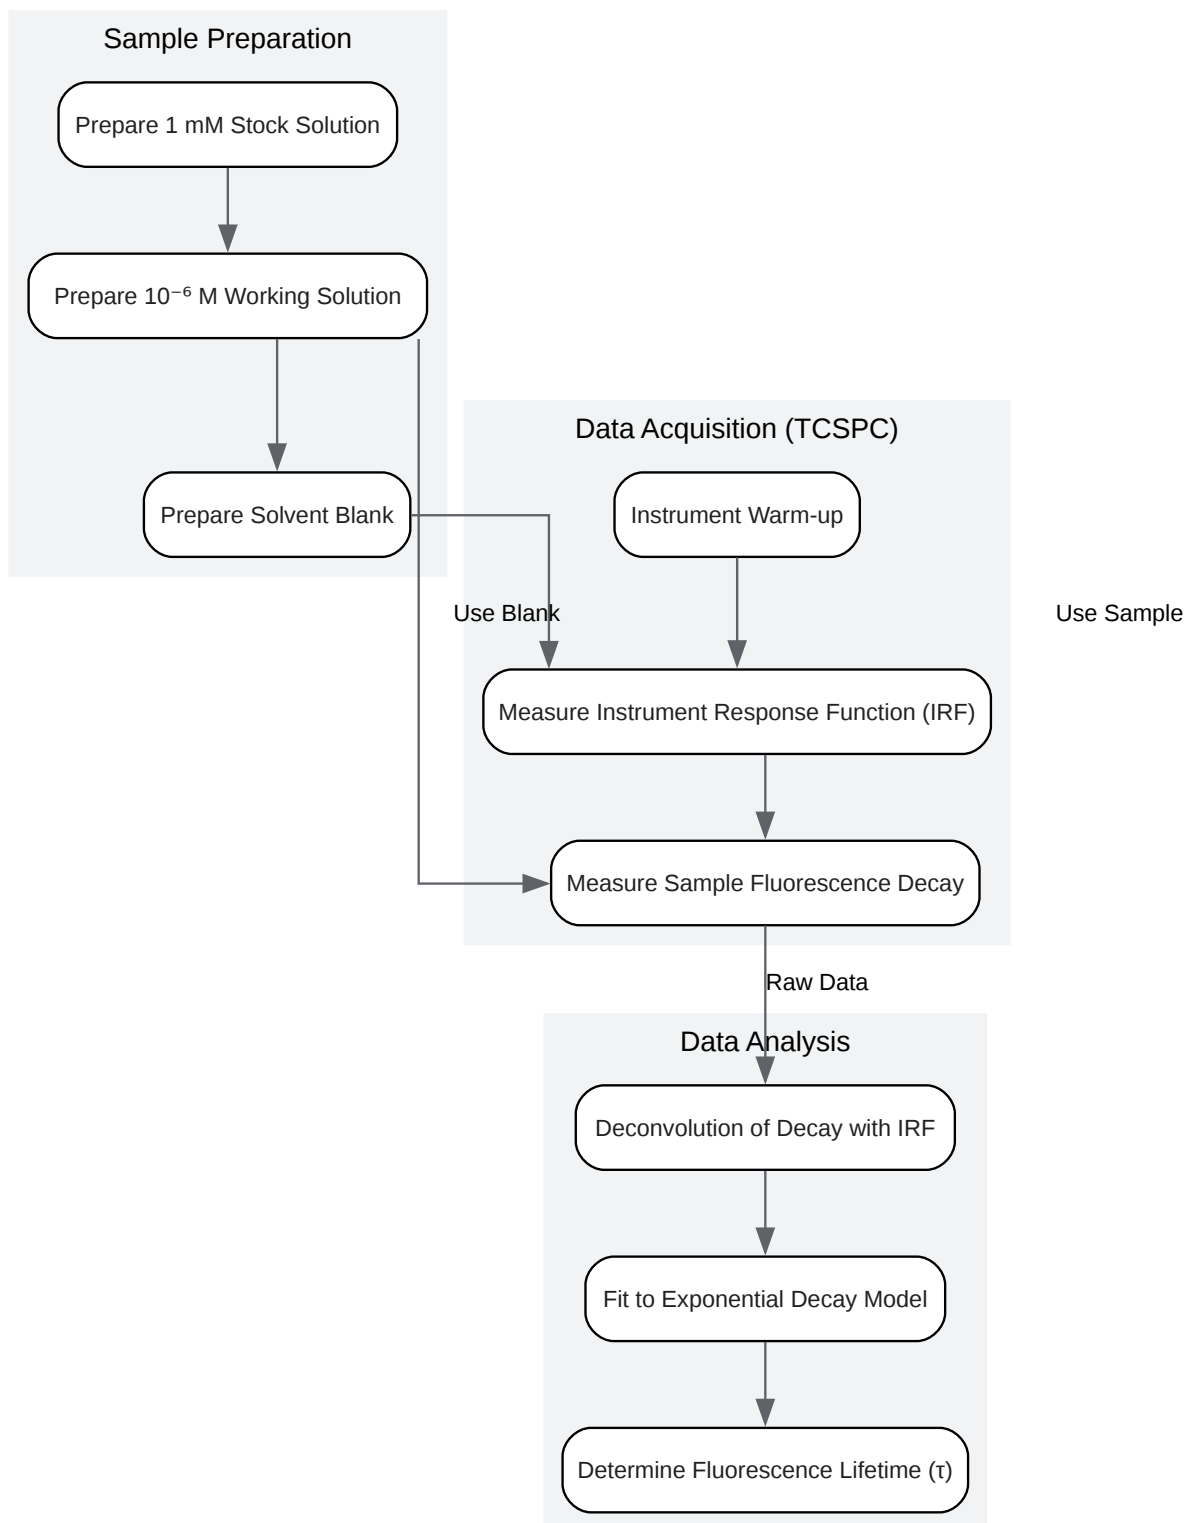 Sample Preparation
Prepare 1 mM Stock Solution
Prepare 10⁻⁶ M Working Solution
Prepare Solvent Blank
Data Acquisition (TCSPC)
Instrument Warm-up
Use Blank
Use Sample
Measure Instrument Response Function (IRF)
Measure Sample Fluorescence Decay
Raw Data
Data Analysis
Deconvolution of Decay with IRF
Fit to Exponential Decay Model
Determine Fluorescence Lifetime (τ)